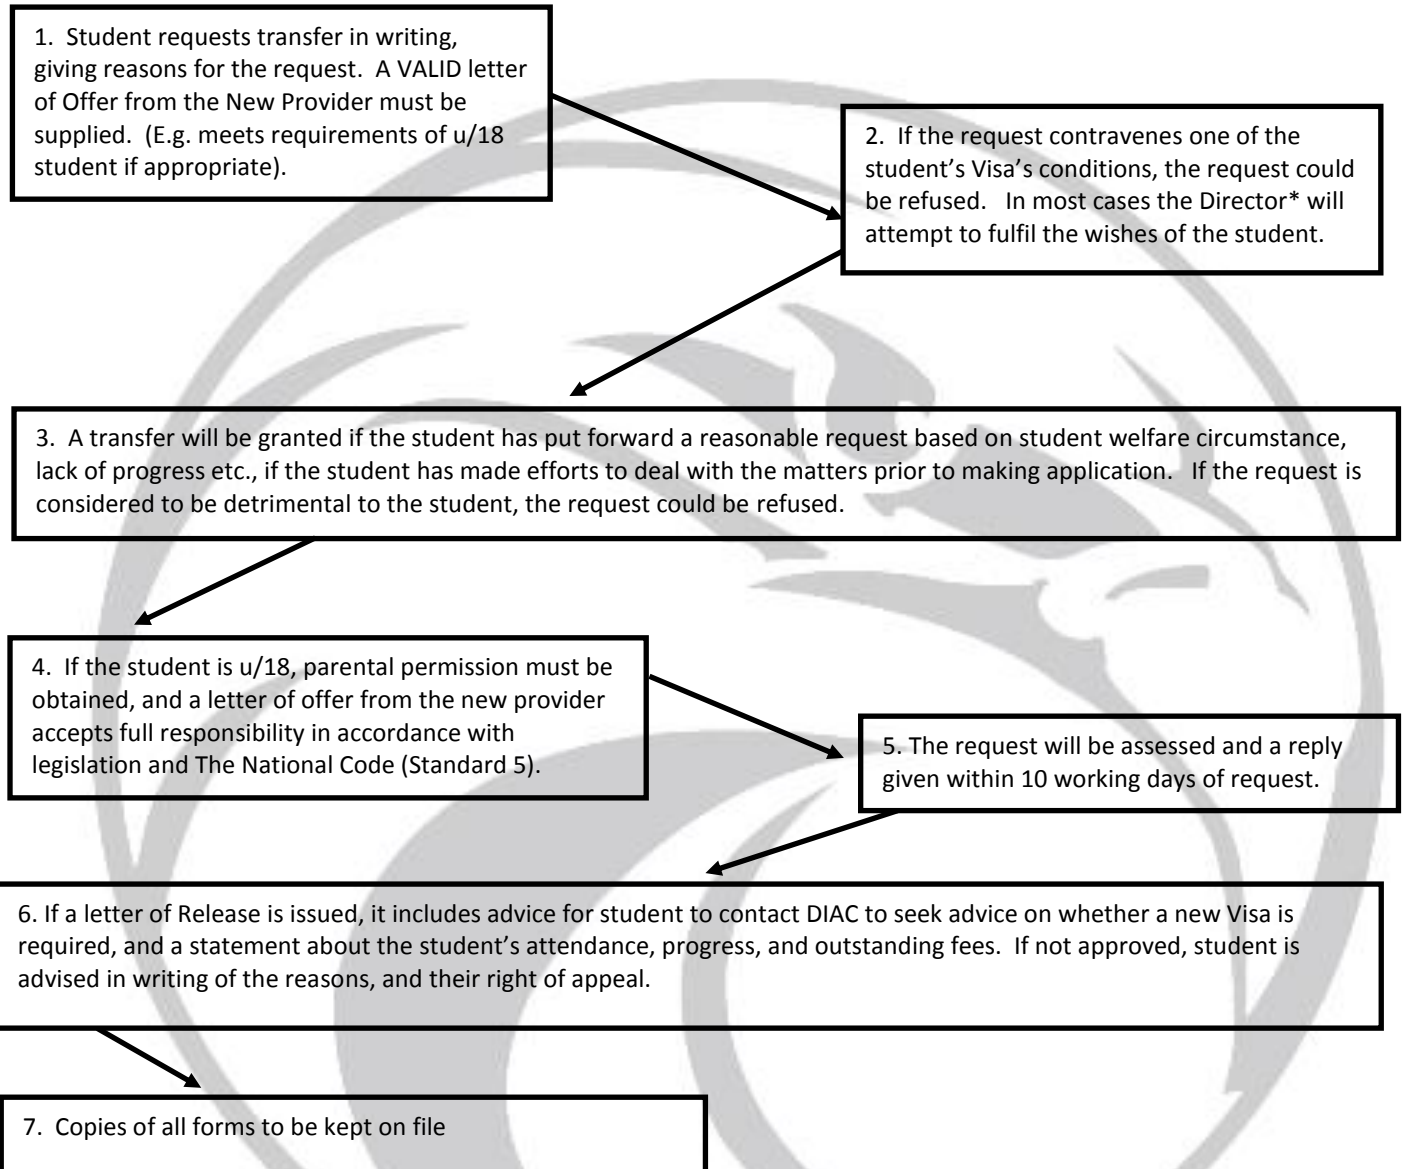 1. Student requests transfer in writing,
giving reasons for the request. A VALID letter
of Offer from the New Provider must be
supplied. (E.g. meets requirements of u/18
student if appropriate).
2. If the request contravenes one of the
student’s Visa’s conditions, the request could
be refused. In most cases the Director* will
attempt to fulfil the wishes of the student.
3. A transfer will be granted if the student has put forward a reasonable request based on student welfare circumstance,
lack of progress etc., if the student has made efforts to deal with the matters prior to making application. If the request is
considered to be detrimental to the student, the request could be refused.
4. If the student is u/18, parental permission must be
obtained, and a letter of offer from the new provider
accepts full responsibility in accordance with
legislation and The National Code (Standard 5).
5. The request will be assessed and a reply
given within 10 working days of request.
6. If a letter of Release is issued, it includes advice for student to contact DIAC to seek advice on whether a new Visa is
required, and a statement about the student’s attendance, progress, and outstanding fees. If not approved, student is
advised in writing of the reasons, and their right of appeal.
7. Copies of all forms to be kept on file